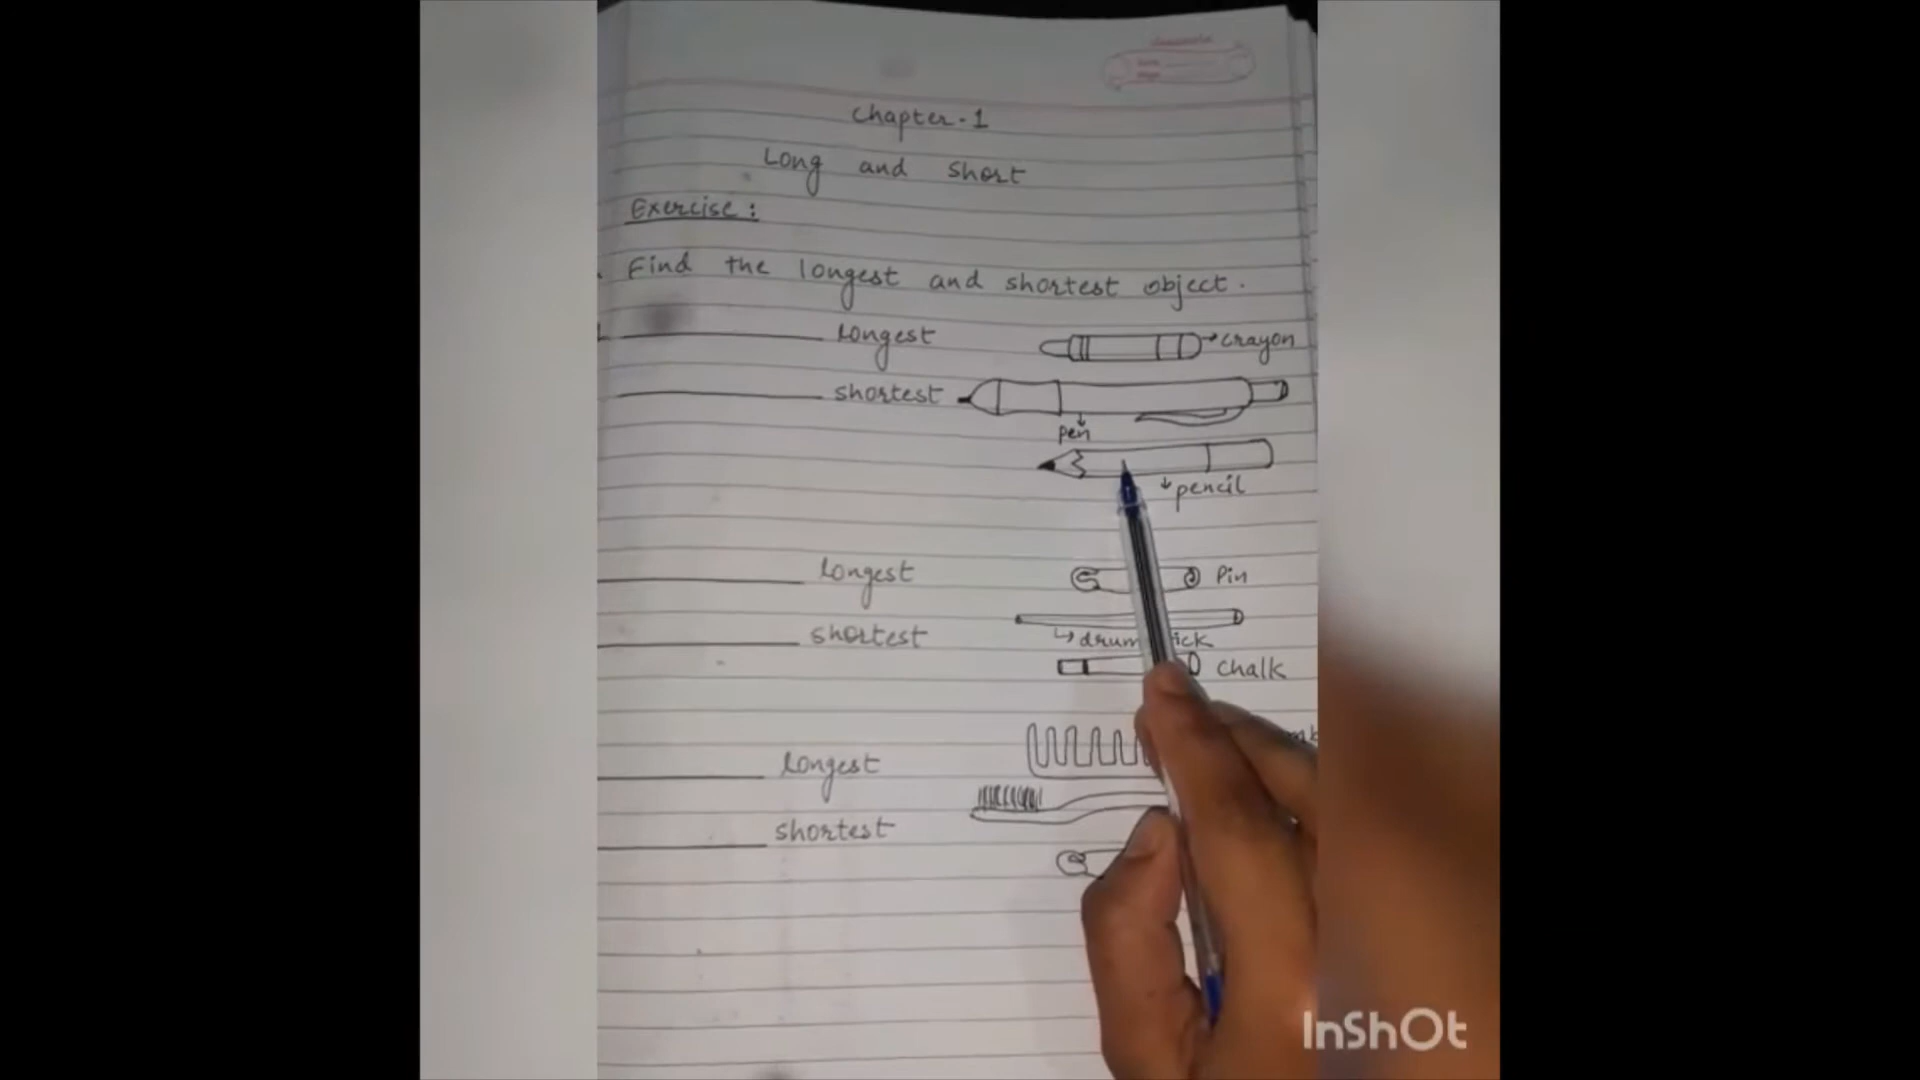 Chapter-1
Long and short
Exercise:
Find the longest and shortest object.
longest
crayon
shortest
pen
pencil
longest
Pin
shortest
chalk
longest
shortest
InShOt